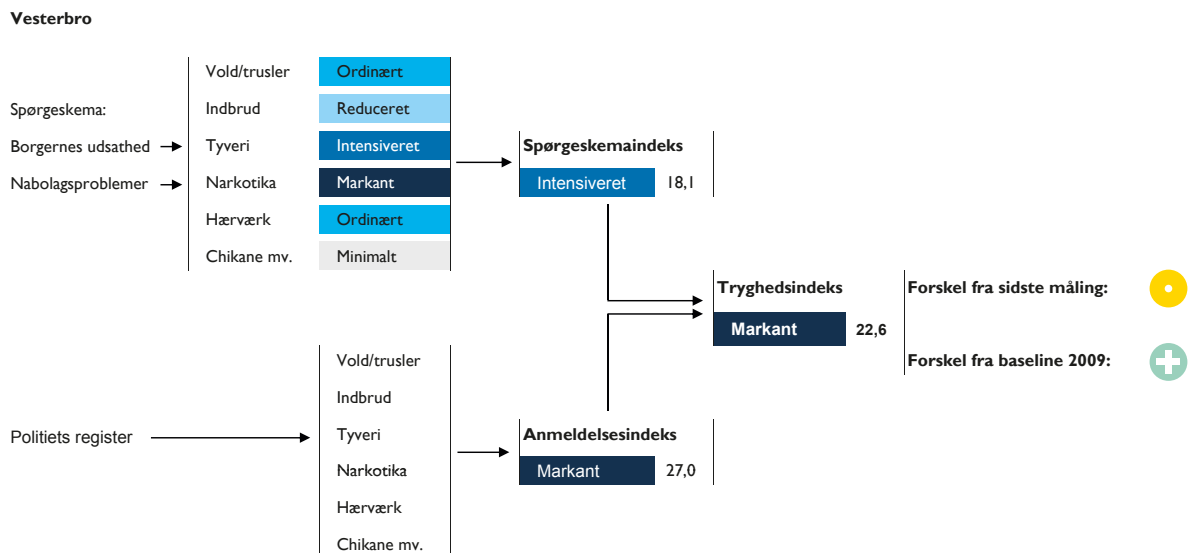 Vesterbro
Spørgeskema:
Borgernes udsathed
Nabolagsproblemer
Vold/trusler Ordinært
Indbrud Reduceret
Tyveri Intensiveret
Narkotika Markant
Hærværk Ordinært
Chikane mv. Minimalt
Spørgeskemaindeks
Intensiveret 18,1
Politiets register
Vold/trusler
Indbrud
Tyveri
Narkotika
Hærværk
Chikane mv.
Anmeldelsesindeks
Markant 27,0
Tryghedsindeks
Markant 22,6
Forskel fra sidste måling:
Forskel fra baseline 2009: